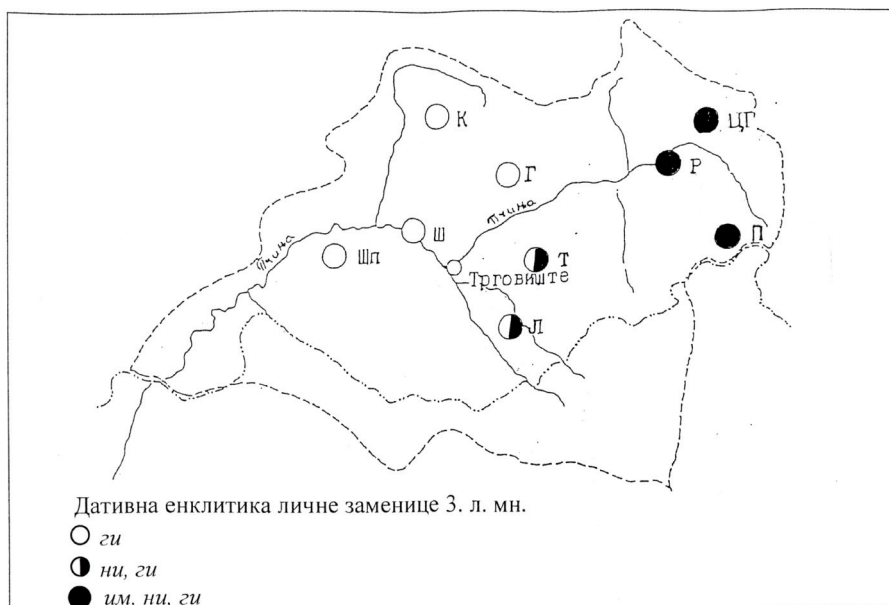 К
ЦГ
Р
Г
Пчиња
Ш
П
Пчиња
Шп
Т
Трговиште
Л
Дативна енклитика личне заменице 3. л. мн.
ги
ни, ги
им, ни, ги